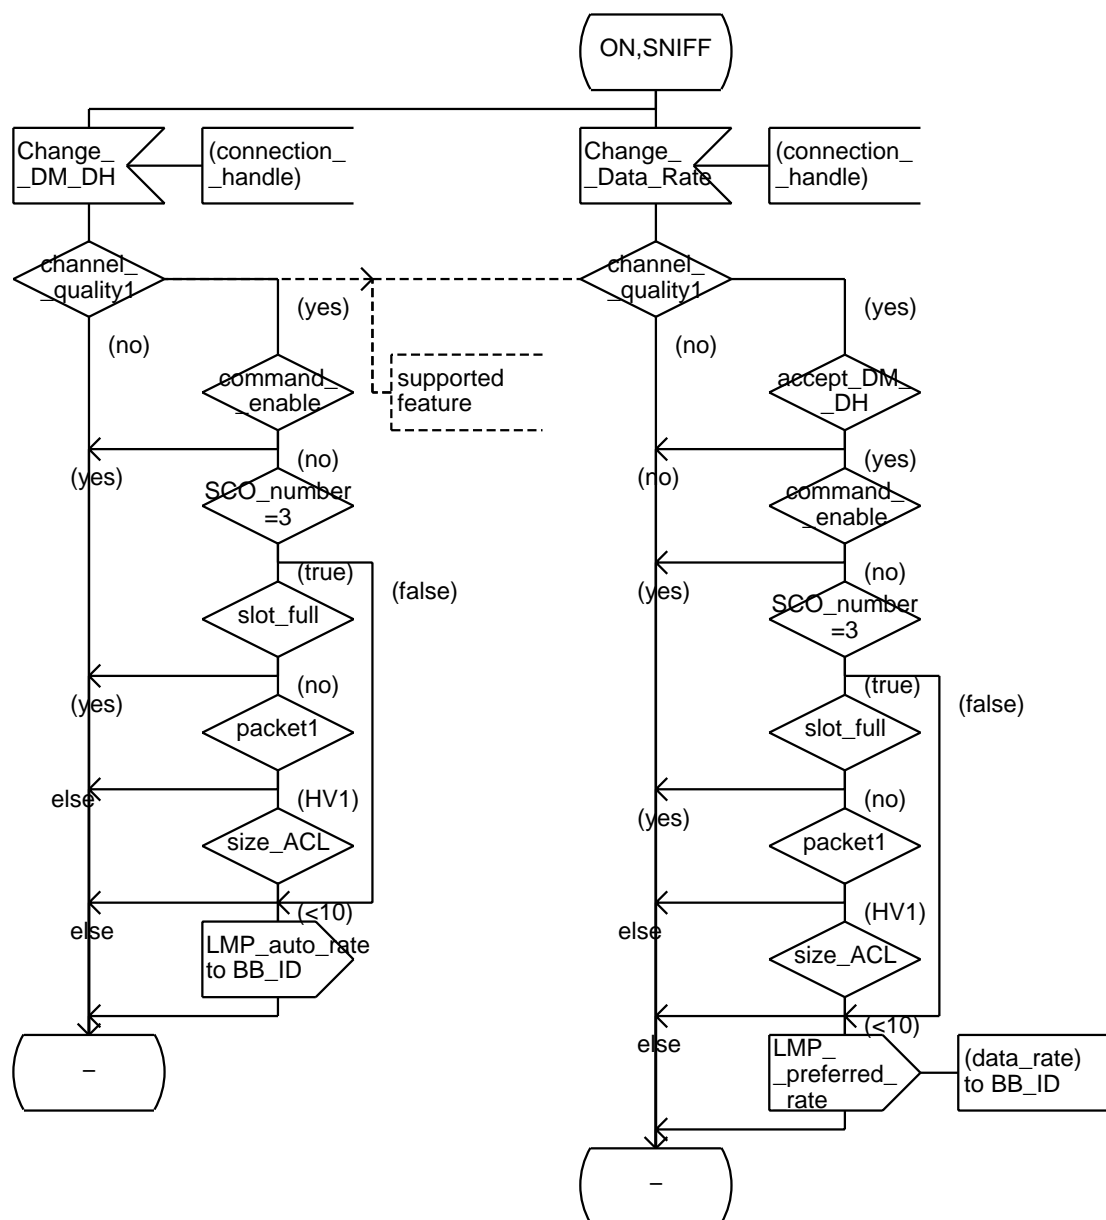 ON,SNIFF
Change_
_DM_DH
(connection_
_handle)
Change_
_Data_Rate
(connection_
_handle)
channel_
_quality1
channel_
_quality1
(yes)
(yes)
(no)
(no)
command_
_enable
supported
feature
accept_DM_
_DH
(yes)
(no)
(no)
(yes)
SCO_number
=3
command_
_enable
(true)
(false)
(yes)
(no)
slot_full
SCO_number
=3
(yes)
(no)
(true)
(false)
packet1
slot_full
else
(HV1)
(yes)
(no)
size_ACL
packet1
else
(<10)
else
(HV1)
LMP_auto_rate
to BB_ID
size_ACL
else
(<10)
–
LMP_
_preferred_
_rate
(data_rate)
to BB_ID
–